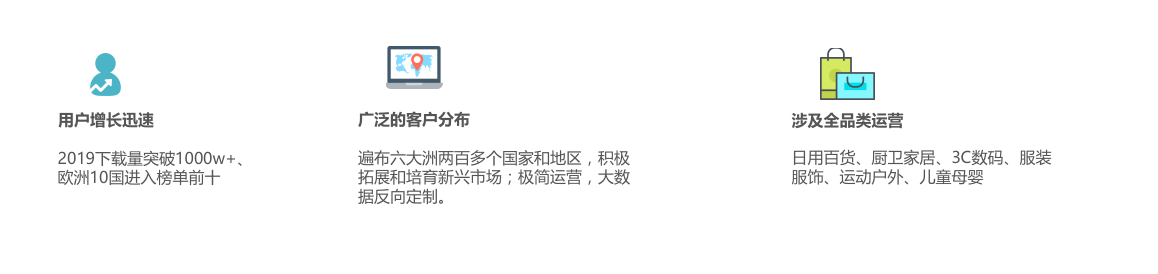 用户增长迅速
2019下载量突破1000w+、
欧洲10国进入榜单前十
广泛的客户分布
遍布六大洲两百多个国家和地区，积极
拓展和培育新兴市场；极简运营，大数
据反向定制。
涉及全品类运营
日用百货、厨卫家居、3C数码、服装
服饰、运动户外、儿童母婴